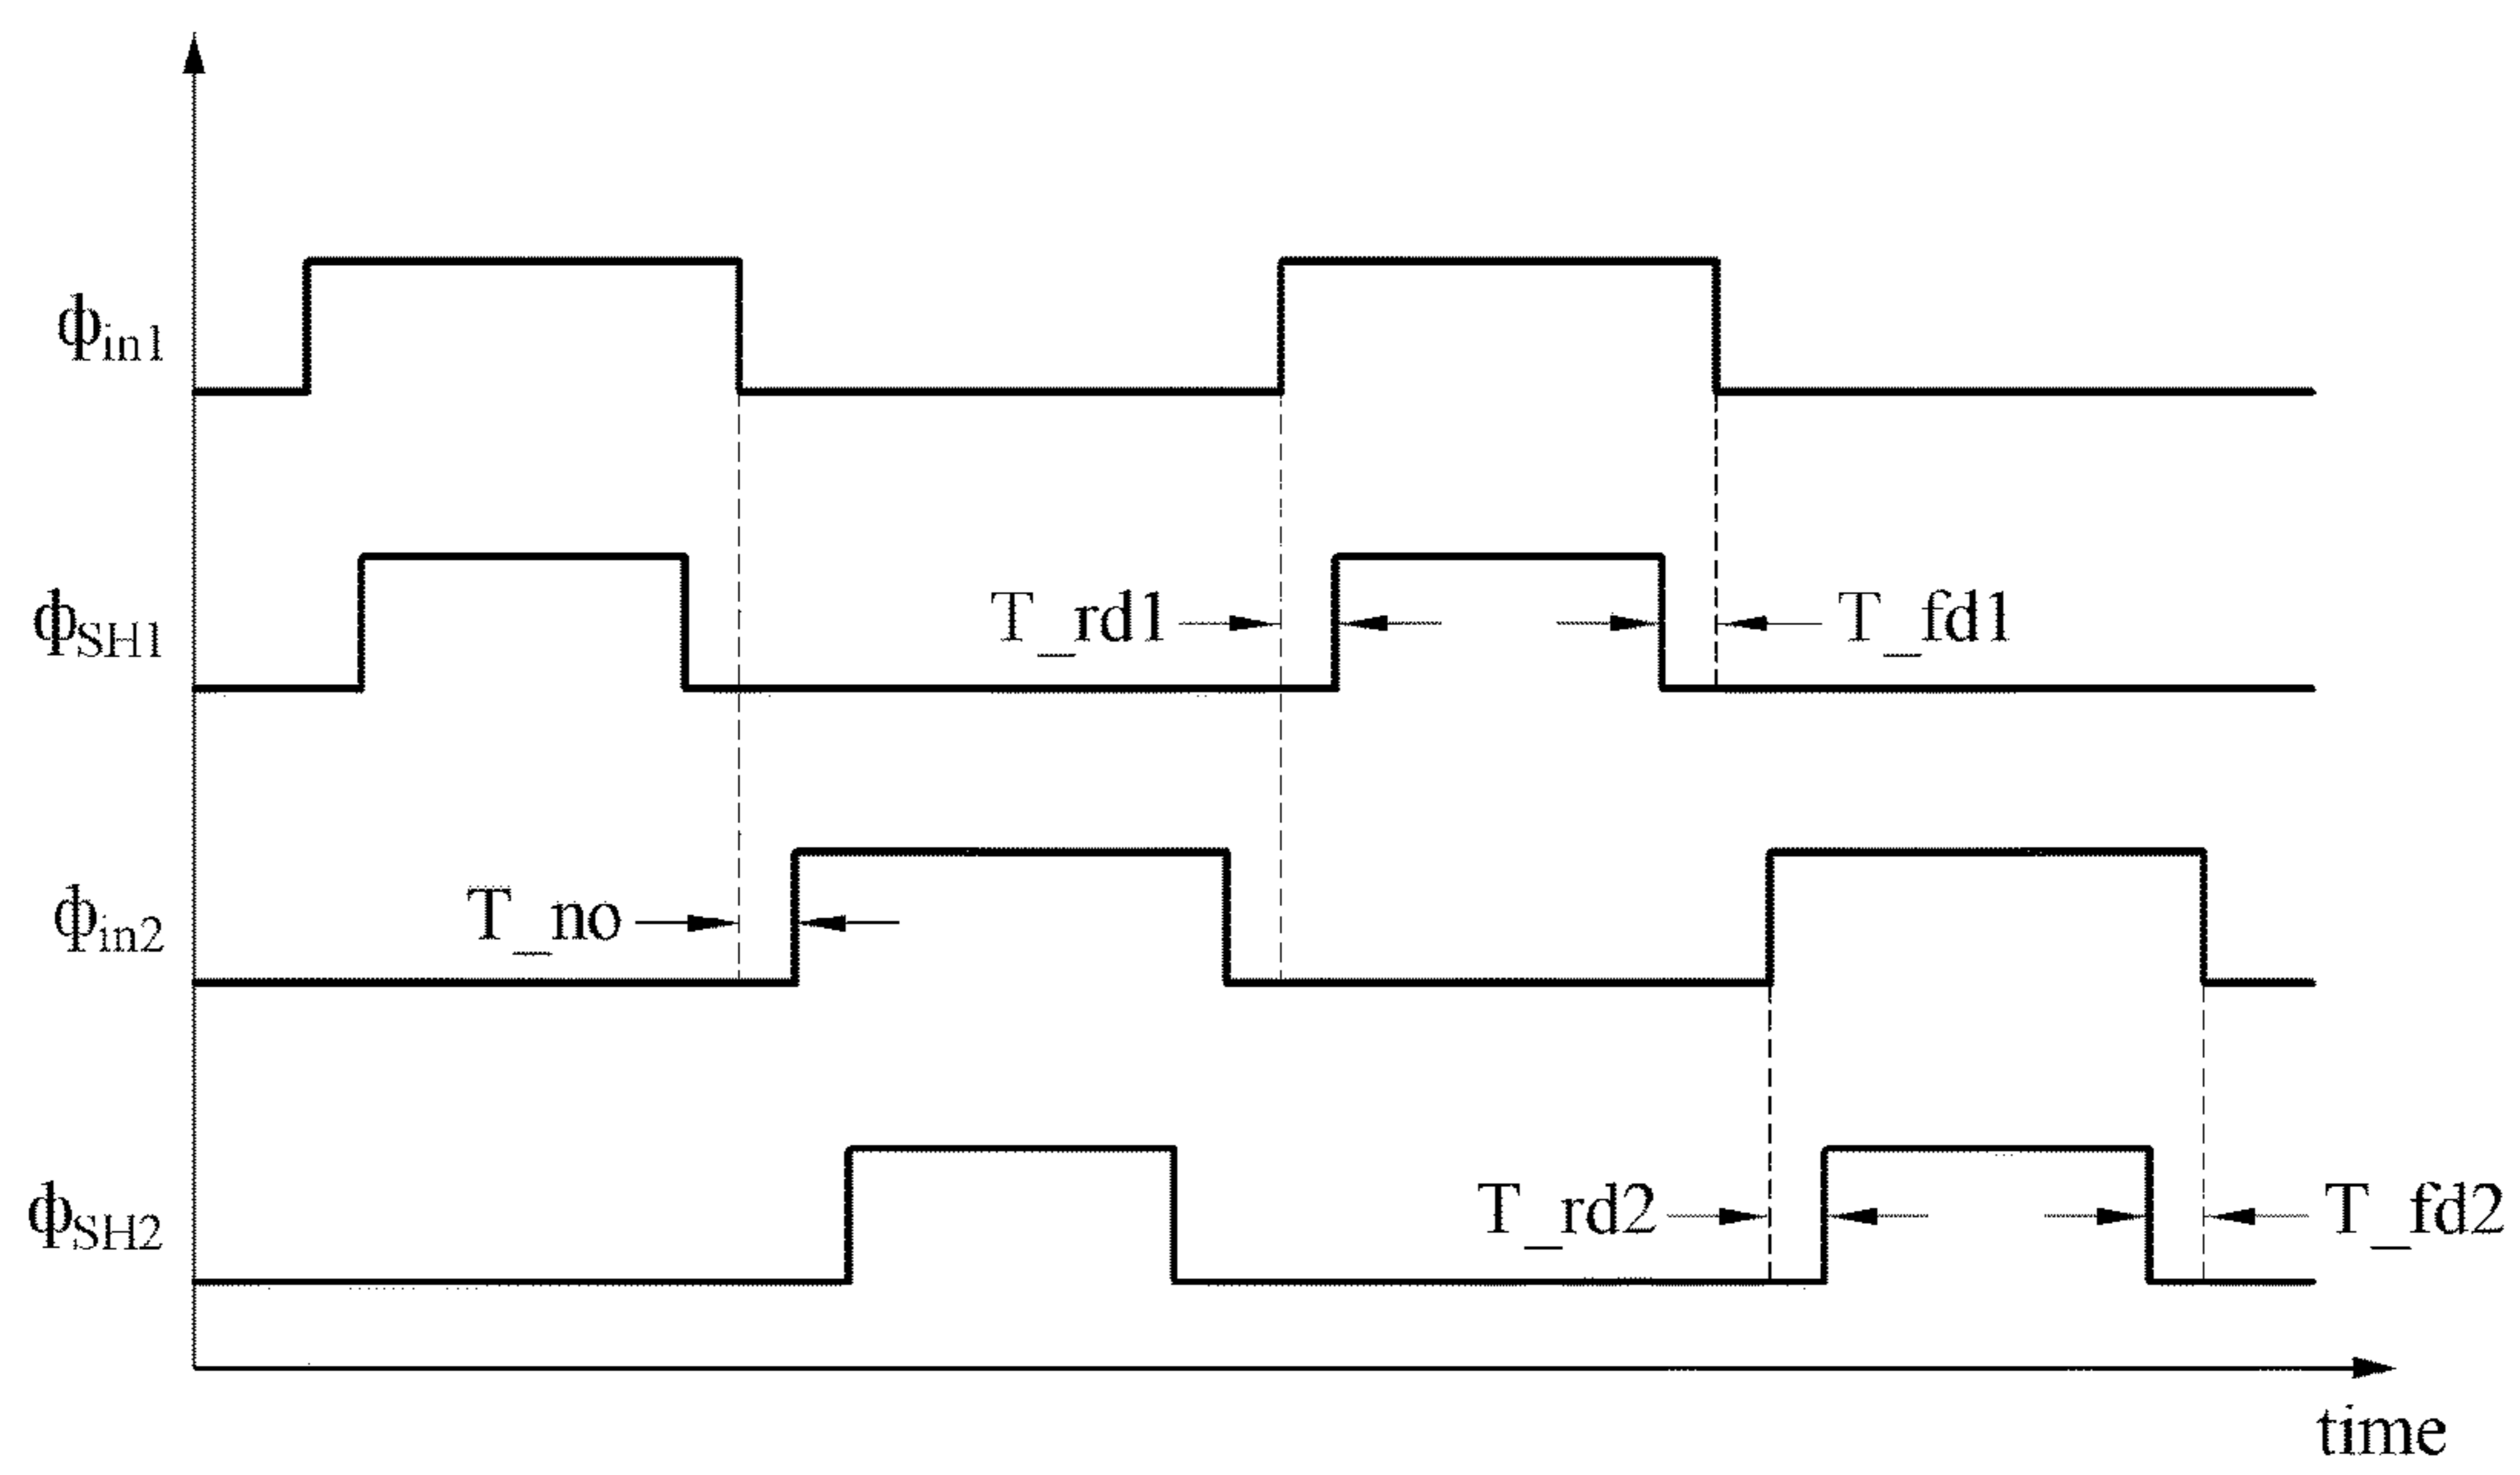 ϕin1
ϕSH1
T_rd1
T_fd1
ϕin2
T_no
ϕSH2
T_rd2
T_fd2
time